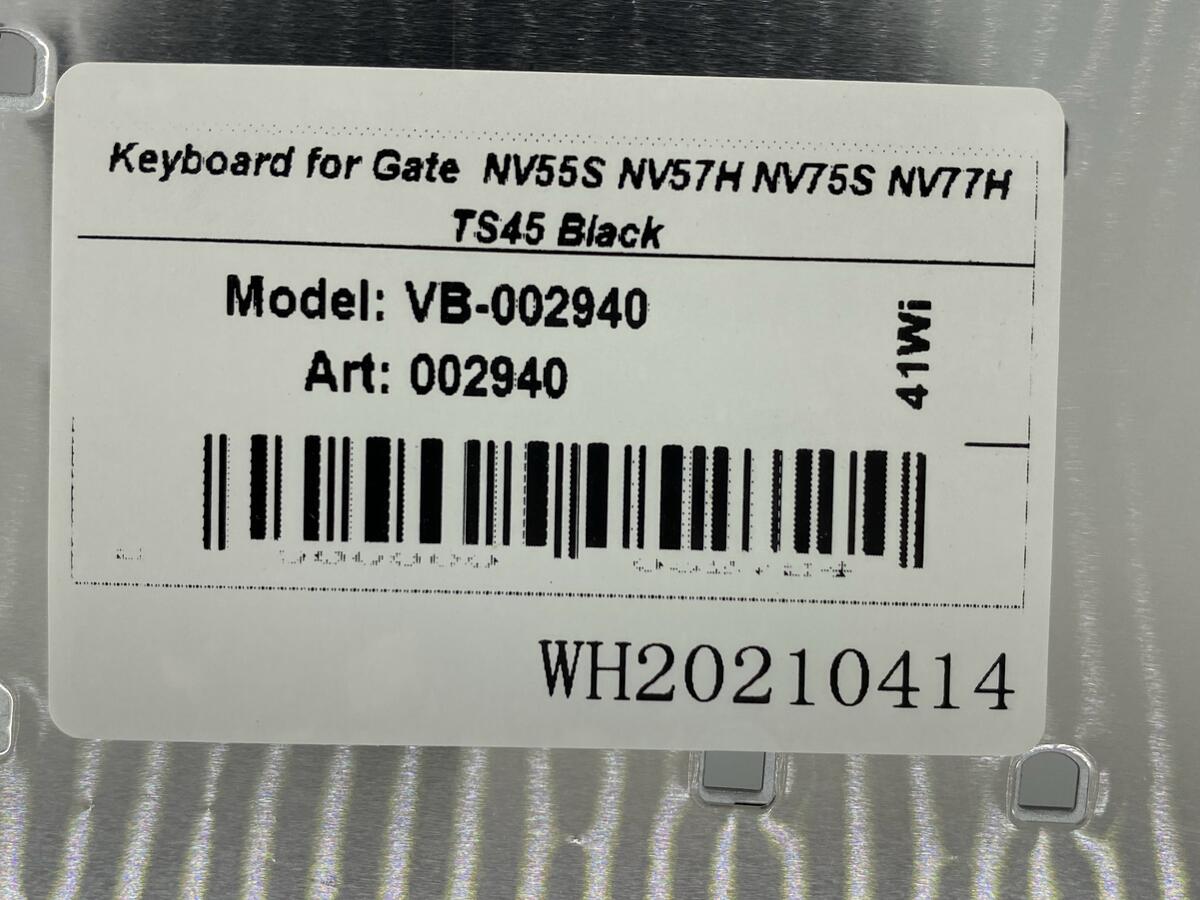 Keyboard for Gate NV55S NV57H NV75S NV77H
TS45 Black
Model: VB-002940
Art: 002940
41Wi
WH20210414